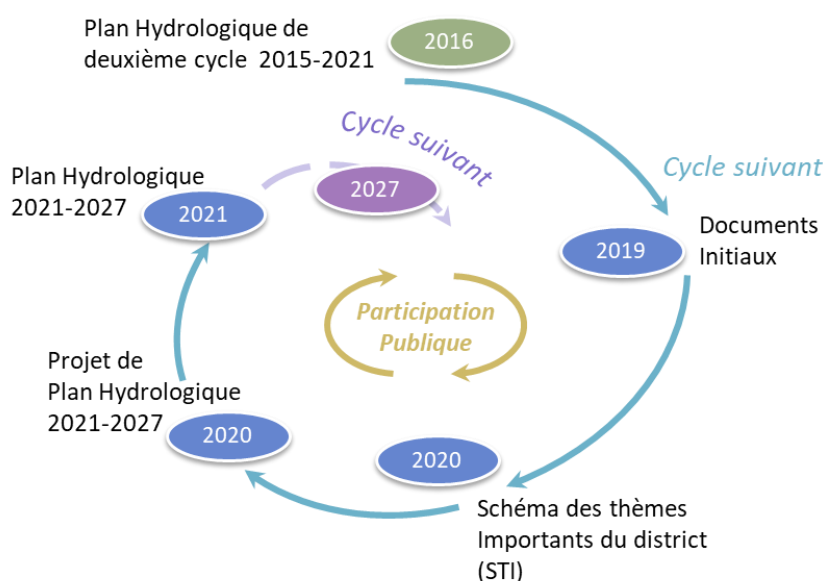 Plan Hydrologique de
deuxième cycle 2015-2021
2016
Cycle suivant
Cycle suivant
2027
Plan Hydrologique
2021-2027
2021
2019
Documents
Initiaux
Participation
Publique
Projet de
Plan Hydrologique
2021-2027
2020
2020
Schéma des thèmes
Importants du district
(STI)